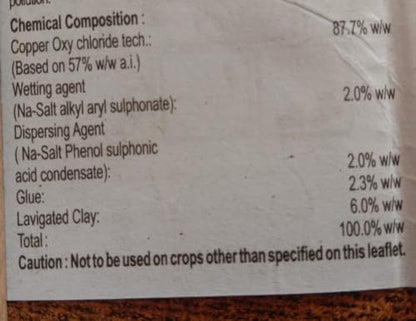 pollution.
Chemical Composition :
Copper Oxy chloride tech.: 87.7% w/w
(Based on 57% w/w a.i.)
Wetting agent
(Na-Salt alkyl aryl sulphonate): 2.0% w/w
Dispersing Agent
( Na-Salt Phenol sulphonic
acid condensate): 2.0% w/w
Glue: 2.3% w/w
Lavigated Clay: 6.0% w/w
Total : 100.0% w/w
Caution : Not to be used on crops other than specified on this leaflet.